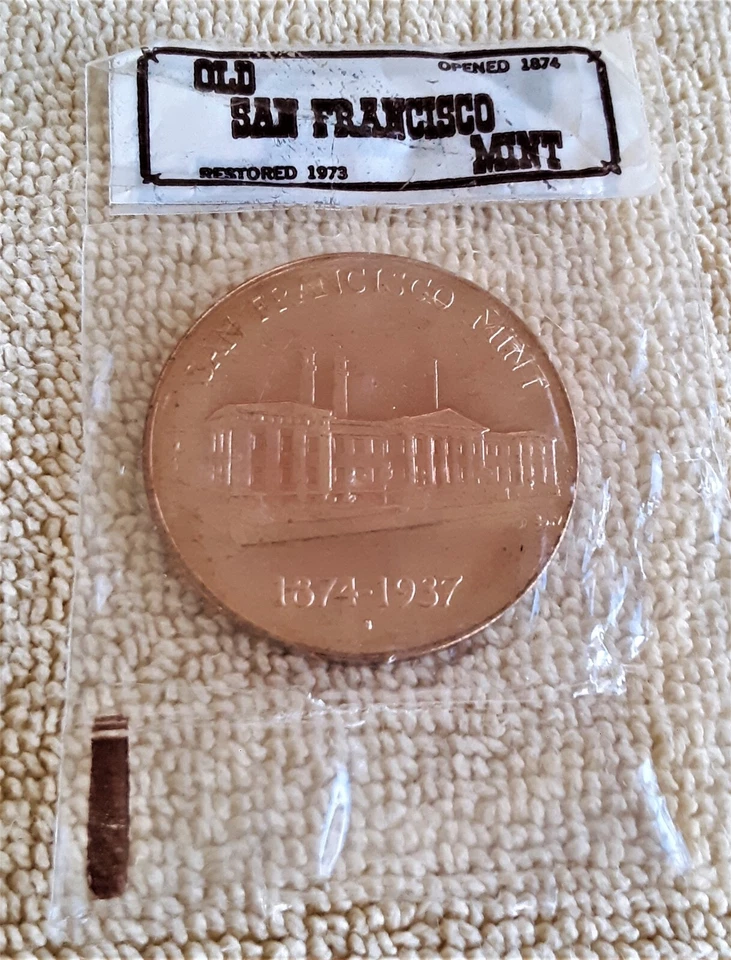 OPENED 1874
OLD
SAN FRANCISCO
MINT
RESTORED 1973
SAN FRANCISCO MINT
1874-1937